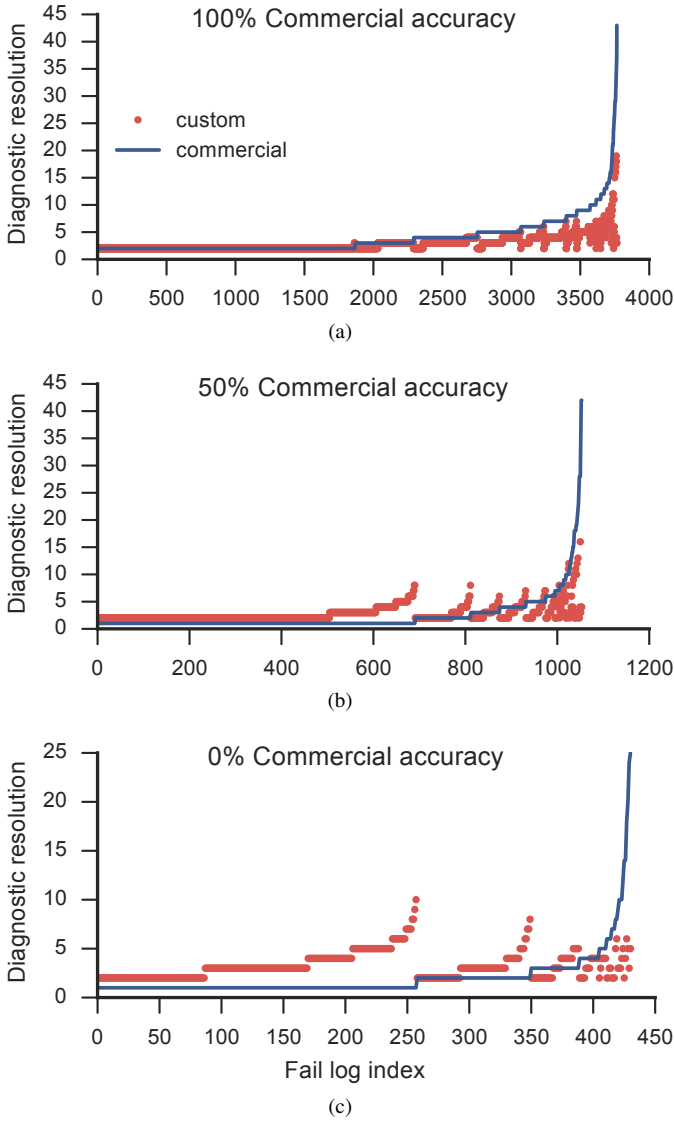 100% Commercial accuracy
Diagnostic resolution
45
40
35
30
25
20
15
10
5
0
custom
commercial
0 500 1000 1500 2000 2500 3000 3500 4000
(a)
50% Commercial accuracy
Diagnostic resolution
45
40
35
30
25
20
15
10
5
0
0 200 400 600 800 1000 1200
(b)
0% Commercial accuracy
Diagnostic resolution
25
20
15
10
5
0
0 50 100 150 200 250 300 350 400 450
Fail log index
(c)